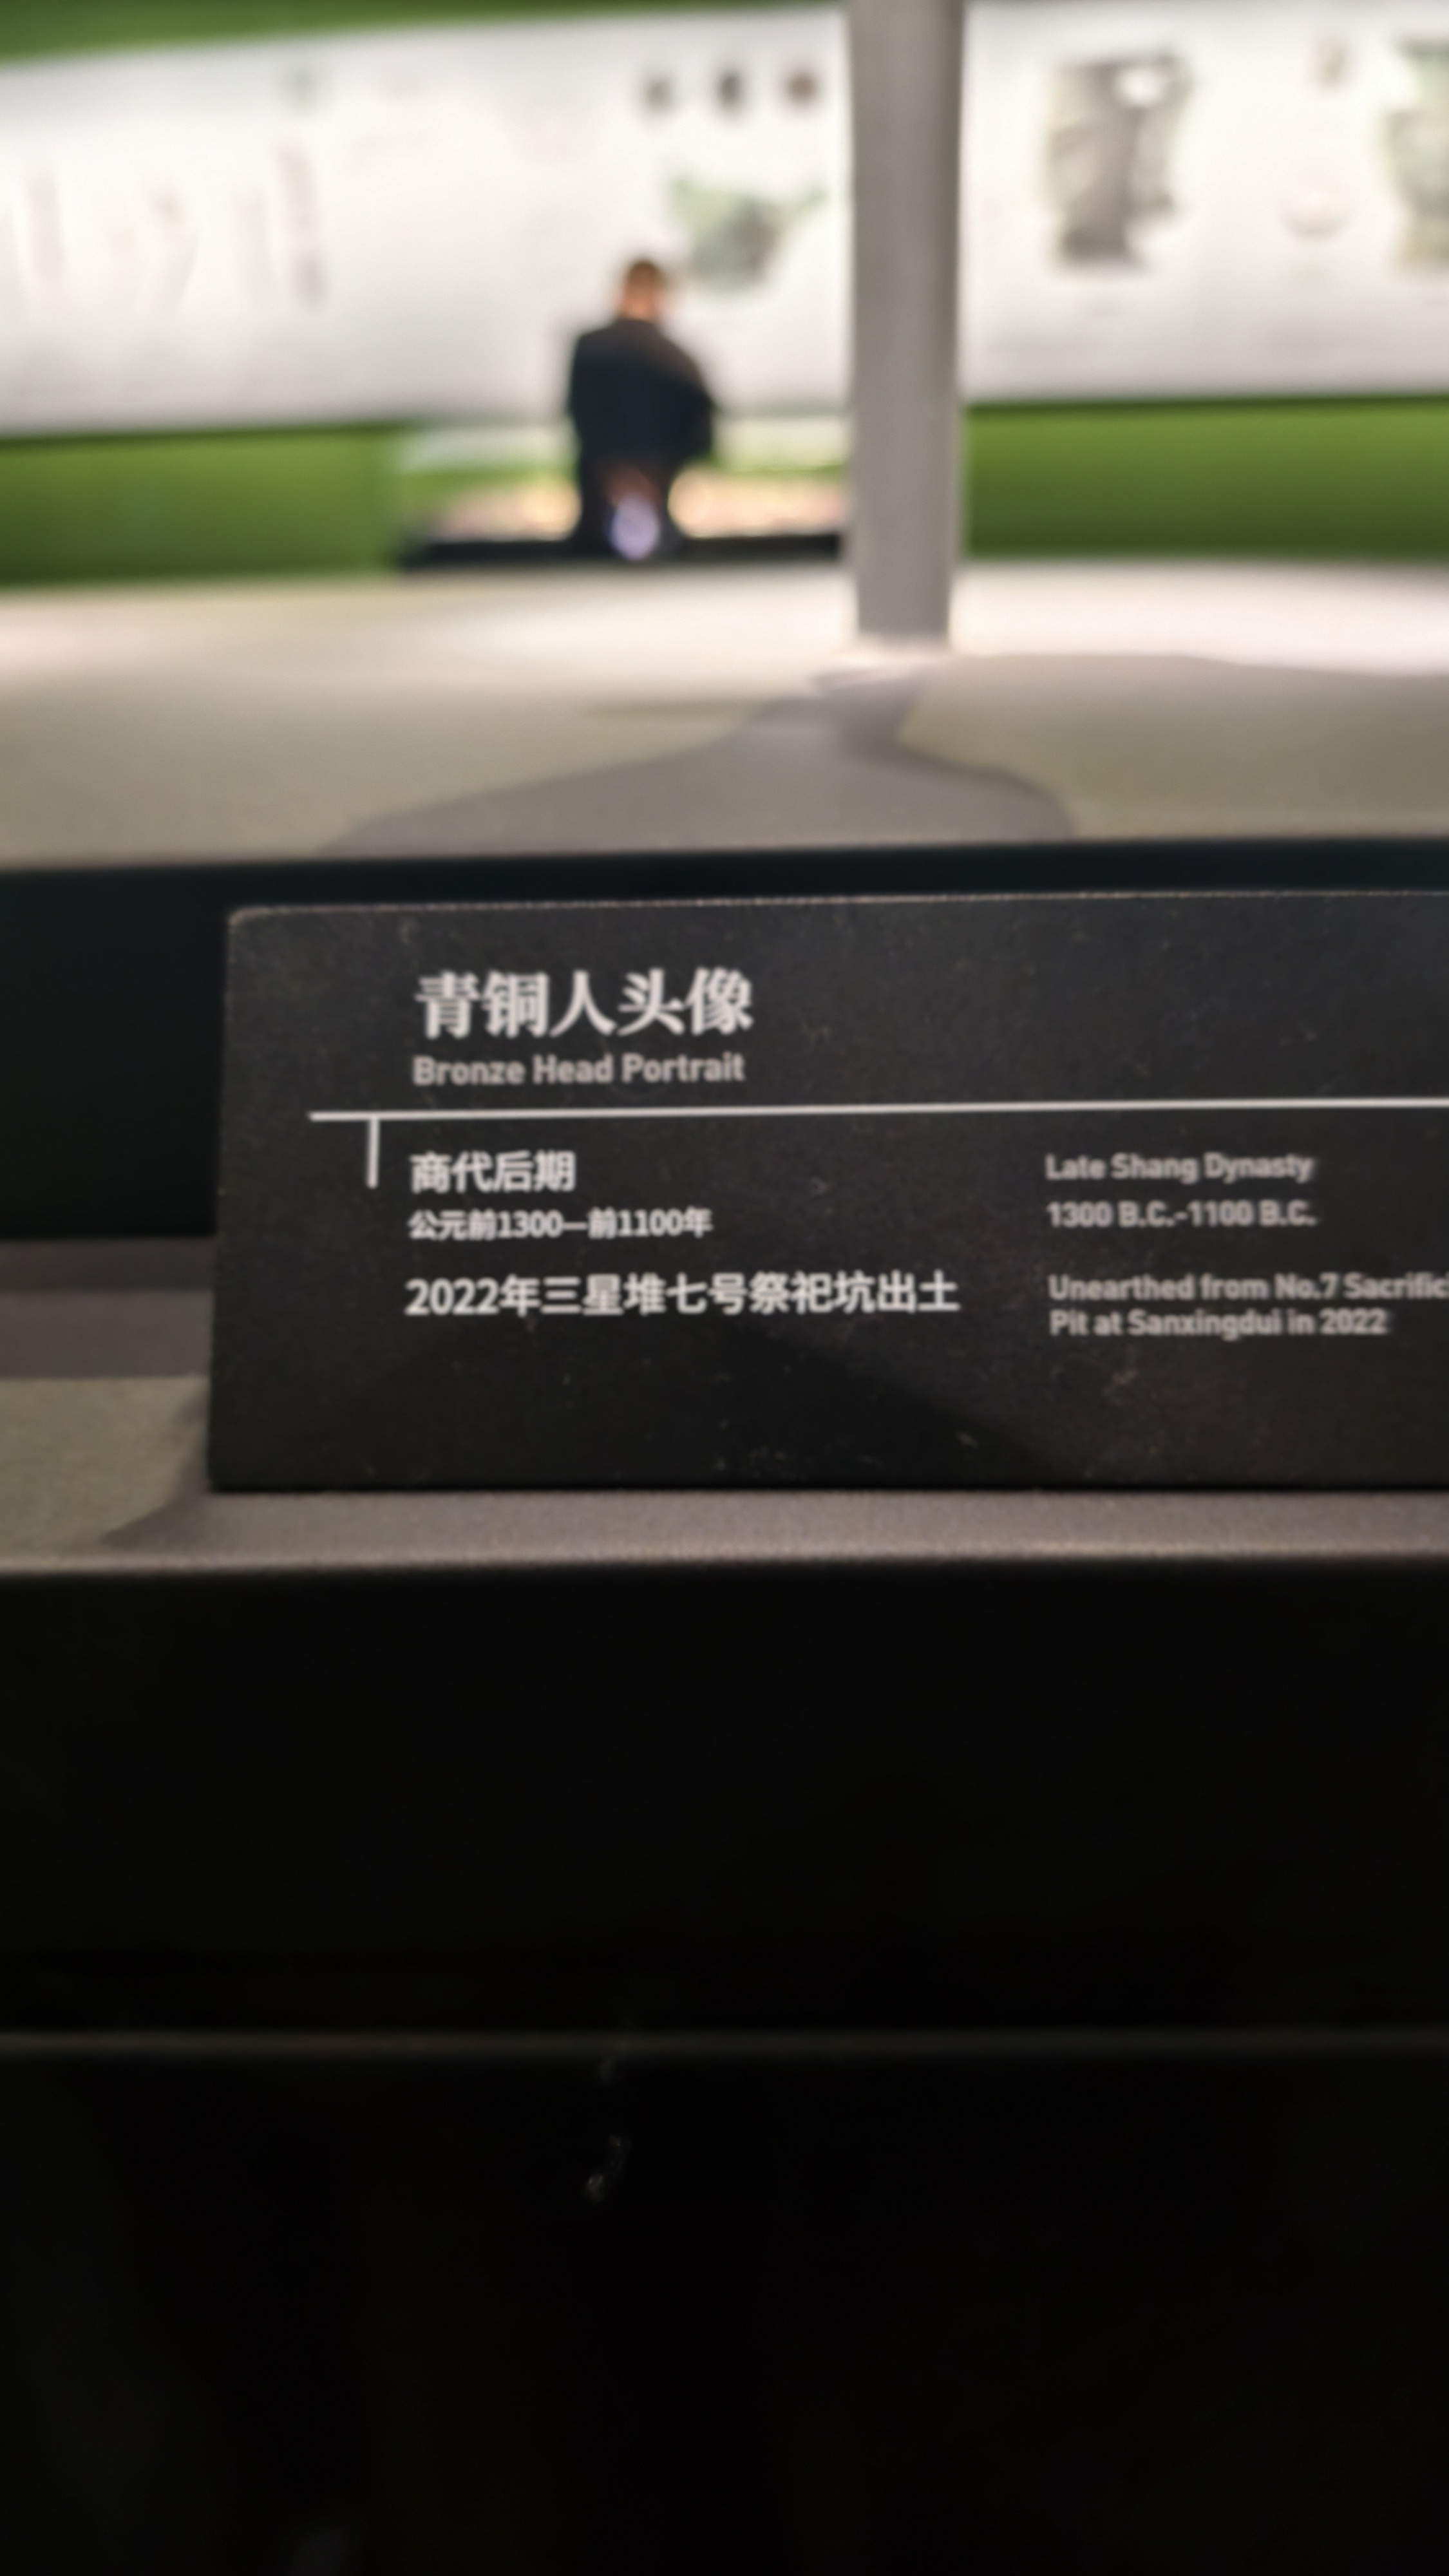 青铜人头像
Bronze Head Portrait
商代后期
公元前1300—前1100年
2022年三星堆七号祭祀坑出土
Late Shang Dynasty
1300 B.C.-1100 B.C.
Unearthed from No.7 Sacrific
Pit at Sanxingdui in 2022